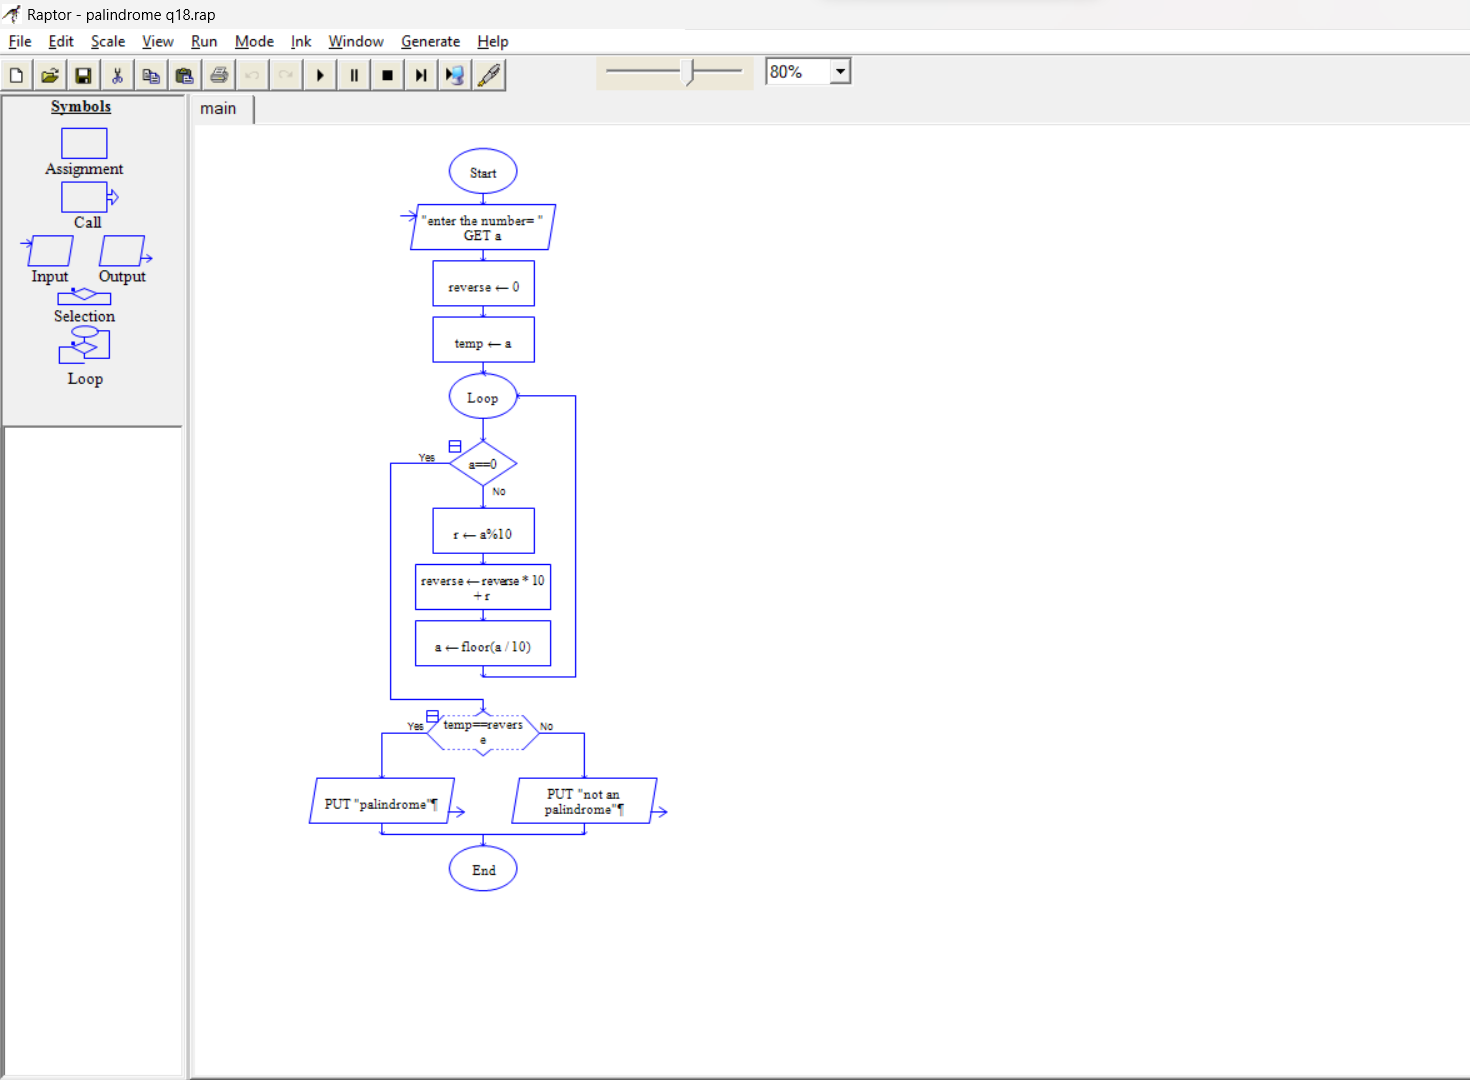 Raptor - palindrome q18.rap
File Edit Scale View Run Mode Ink Window Generate Help
80%
Symbols
Assignment
Call
Input Output
Selection
Loop
main
Start
"enter the number= "
GET a
reverse ← 0
temp ← a
Loop
Yes
a==0
No
r ← a%10
reverse ← reverse * 10
+ r
a ← floor(a / 10)
Yes temp==revers No
e
PUT "palindrome"¶
PUT "not an
palindrome"¶
End